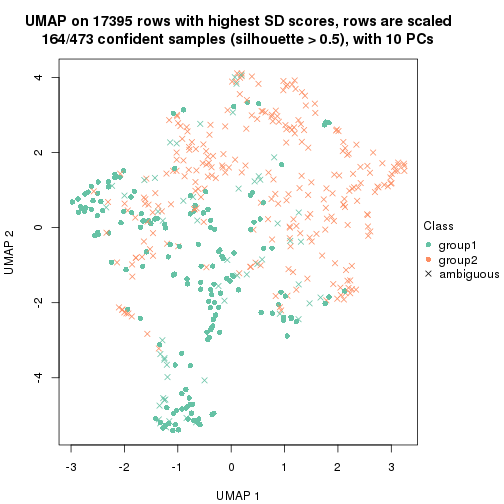 UMAP on 17395 rows with highest SD scores, rows are scaled
164/473 confident samples (silhouette > 0.5), with 10 PCs
4
2
0
-2
-4
UMAP 2
-3 -2 -1 0 1 2 3
UMAP 1
Class
group1
group2
ambiguous